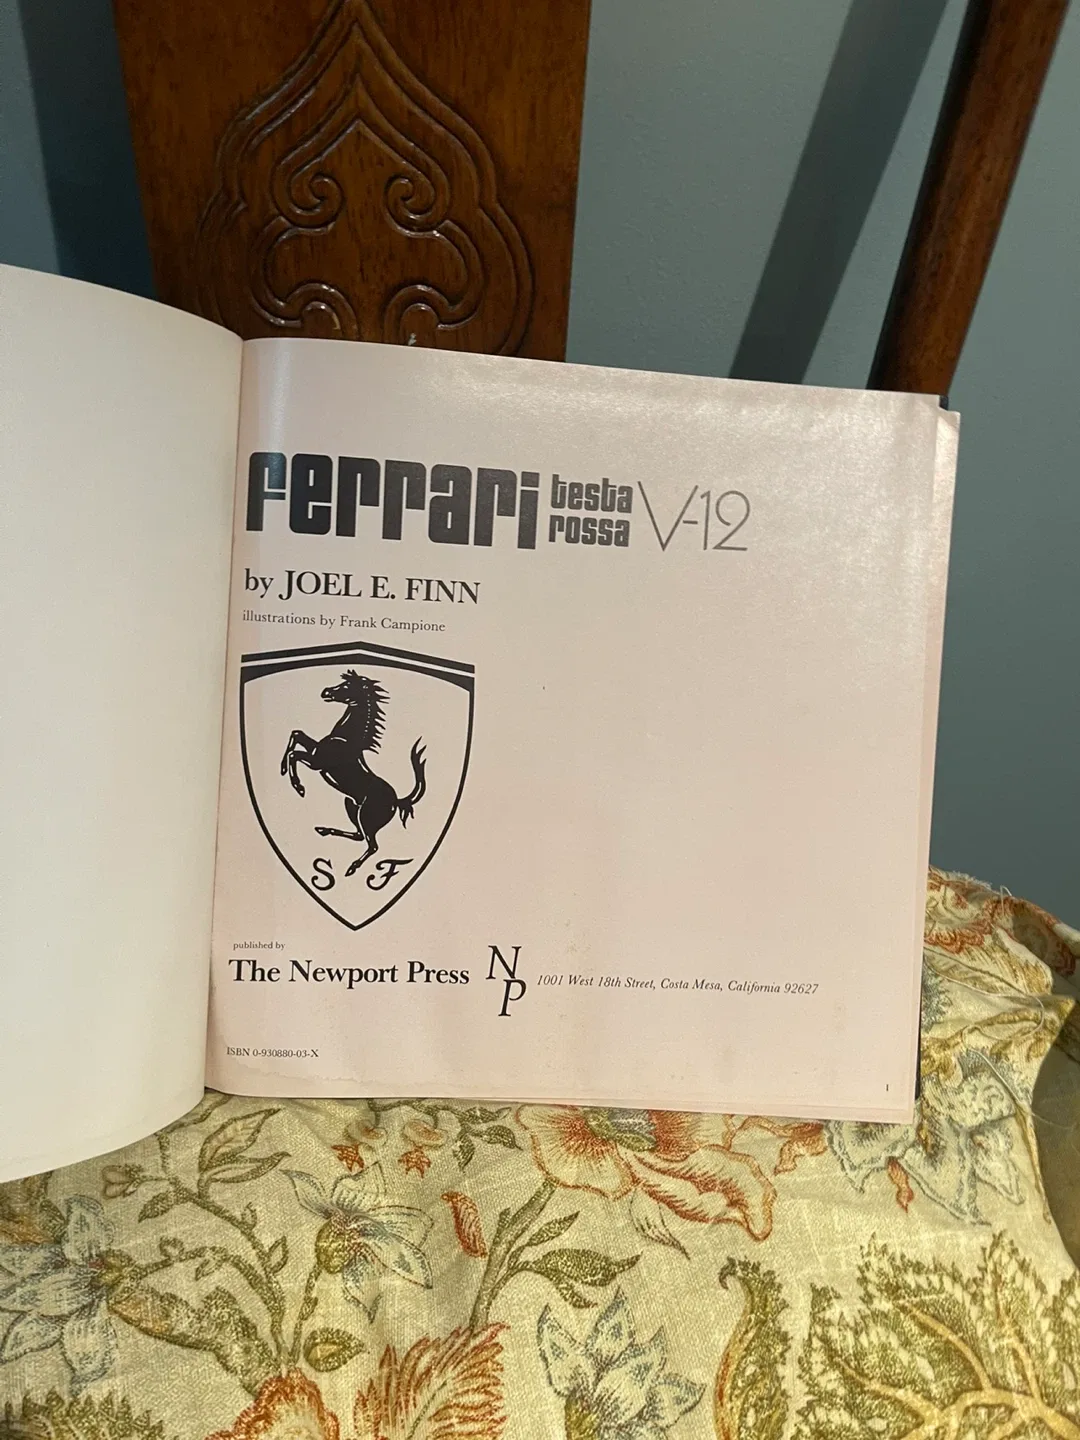 Ferrari testa rossa V-12
by JOEL E. FINN
illustrations by Frank Campione
S F
published by
The Newport Press NP 1001 West 18th Street, Costa Mesa, California 92627
ISBN 0-930880-03-X
1